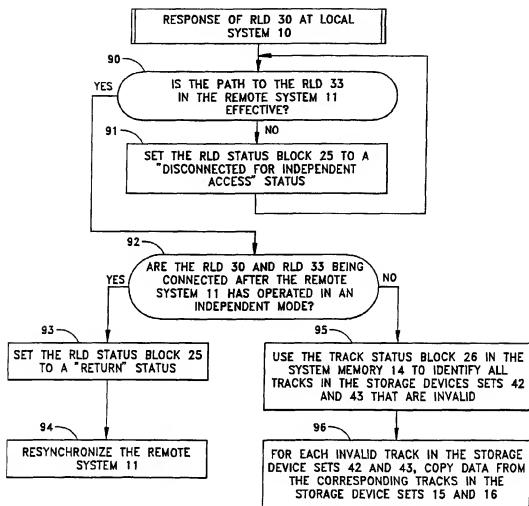 RESPONSE OF RLD 30 AT LOCAL
SYSTEM 10
90
YES
IS THE PATH TO THE RLD 33
IN THE REMOTE SYSTEM 11
EFFECTIVE?
NO
91
SET THE RLD STATUS BLOCK 25 TO A
"DISCONNECTED FOR INDEPENDENT
ACCESS" STATUS
92
YES
ARE THE RLD 30 AND RLD 33 BEING
CONNECTED AFTER THE REMOTE
SYSTEM 11 HAS OPERATED IN AN
INDEPENDENT MODE?
NO
93
SET THE RLD STATUS BLOCK 25
TO A "RETURN" STATUS
94
RESYNCHRONIZE THE REMOTE
SYSTEM 11
95
USE THE TRACK STATUS BLOCK 26 IN THE
SYSTEM MEMORY 14 TO IDENTIFY ALL
TRACKS IN THE STORAGE DEVICES SETS 42
AND 43 THAT ARE INVALID
96
FOR EACH INVALID TRACK IN THE STORAGE
DEVICE SETS 42 AND 43, COPY DATA FROM
THE CORRESPONDING TRACKS IN THE
STORAGE DEVICE SETS 15 AND 16